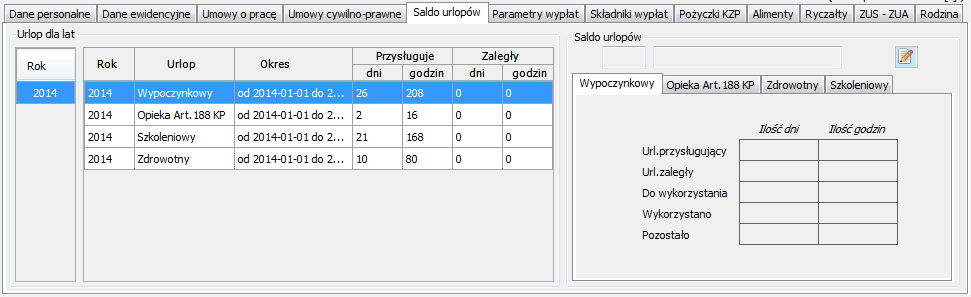 Dane personalne Dane ewidencyjne Umowy o pracę Umowy cywilno-prawne Saldo urlopów Parametry wypłat Składniki wypłat Pożyczki KZP Alimenty Ryczałty ZUS - ZUA Rodzina
Urlop dla lat
Rok
2014
Rok Urlop Okres Przysługuje Zaległy
dni godzin dni godzin
2014 Wypoczynkowy od 2014-01-01 do 2... 26 208 0 0
2014 Opieka Art.188 KP od 2014-01-01 do 2... 2 16 0 0
2014 Szkoleniowy od 2014-01-01 do 2... 21 168 0 0
2014 Zdrowotny od 2014-01-01 do 2... 10 80 0 0
Saldo urlopów
Wypoczynkowy Opieka Art.188 KP Zdrowotny Szkoleniowy
Ilość dni Ilość godzin
Url.przysługujący
Url.zaległy
Do wykorzystania
Wykorzystano
Pozostało